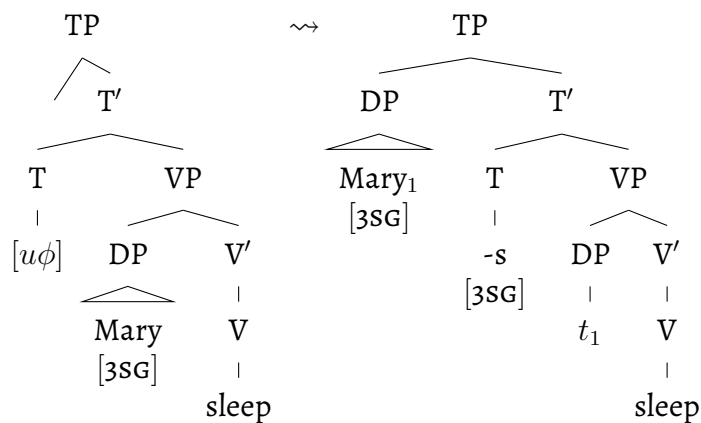 TP ⇝ TP
T′ DP T′
T VP Mary₁ T VP
[3SG]
[uϕ] DP V′ -s DP V′
[3SG]
Mary V t₁ V
[3SG]
sleep sleep